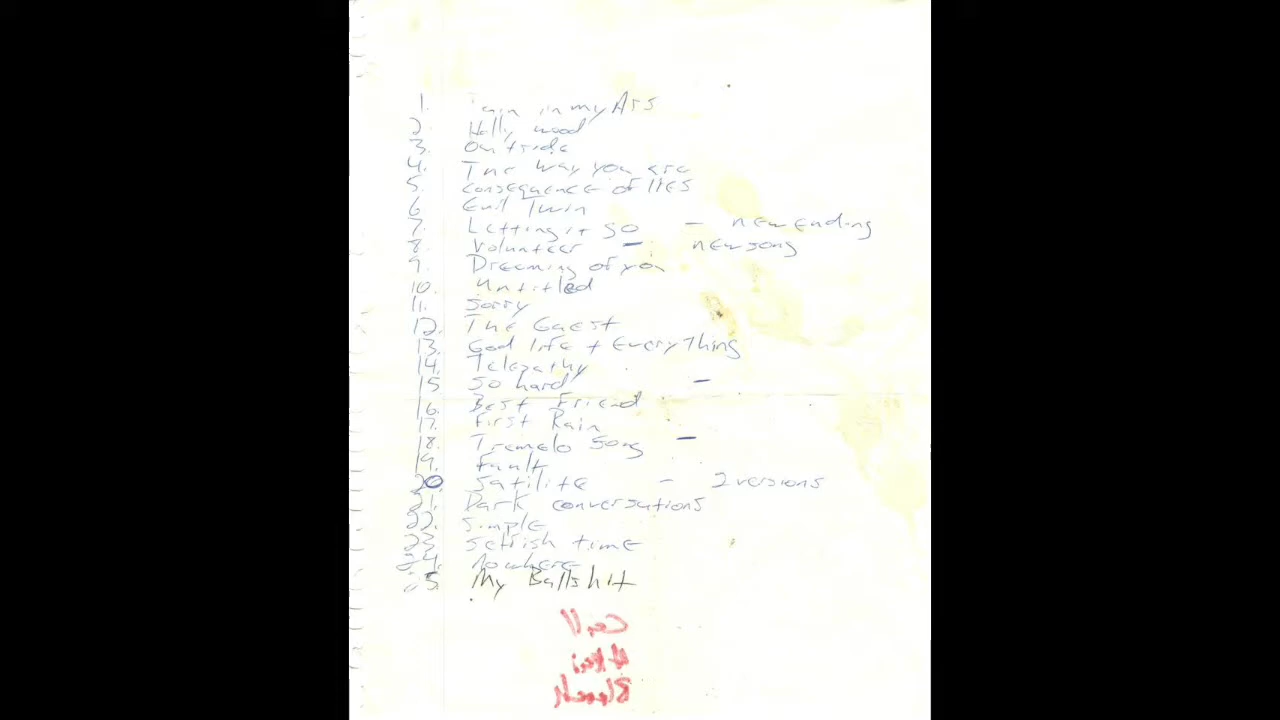 1. Pain in my Ass
2. Hollywood
3. Outside
4. The Way you are
5. Consequence of lies
6. Evil Twin
7. Letting it go - new ending
8. Volunteer - new song
9. Dreaming of you
10. Untitled
11. Sorry
12. The Guest
13. God life + Everything
14. Telepathy
15 So hard -
16. Best Friend
17. First Rain
18. Tremelo Song -
19. Fault
20 Satilite - 2 versions
21. Dark conversations
22. Simple
23 Selfish time
24. Nowhere
25. My Bullshit
Call